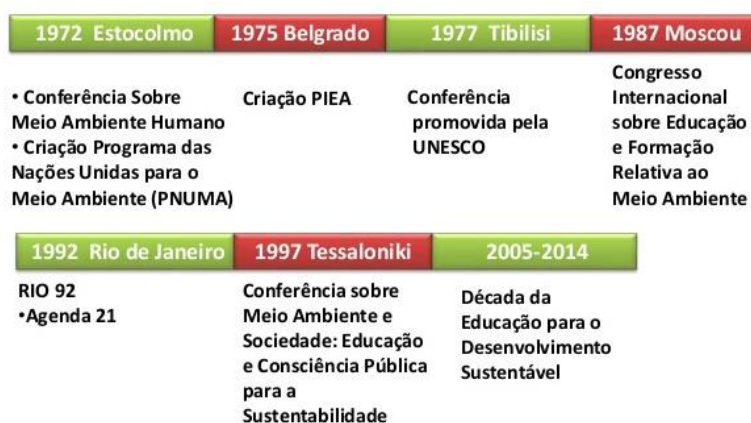 1972 Estocolmo
1975 Belgrado
1977 Tibilisi
1987 Moscou
• Conferência Sobre
Meio Ambiente Humano
• Criação Programa das
Nações Unidas para o
Meio Ambiente (PNUMA)
Criação PIEA
Conferência
promovida pela
UNESCO
Congresso
Internacional
sobre Educação
e Formação
Relativa ao
Meio Ambiente
1992 Rio de Janeiro
1997 Tessaloniki
2005-2014
RIO 92
•Agenda 21
Conferência sobre
Meio Ambiente e
Sociedade: Educação
e Consciência Pública
para a
Sustentabilidade
Década da
Educação para o
Desenvolvimento
Sustentável